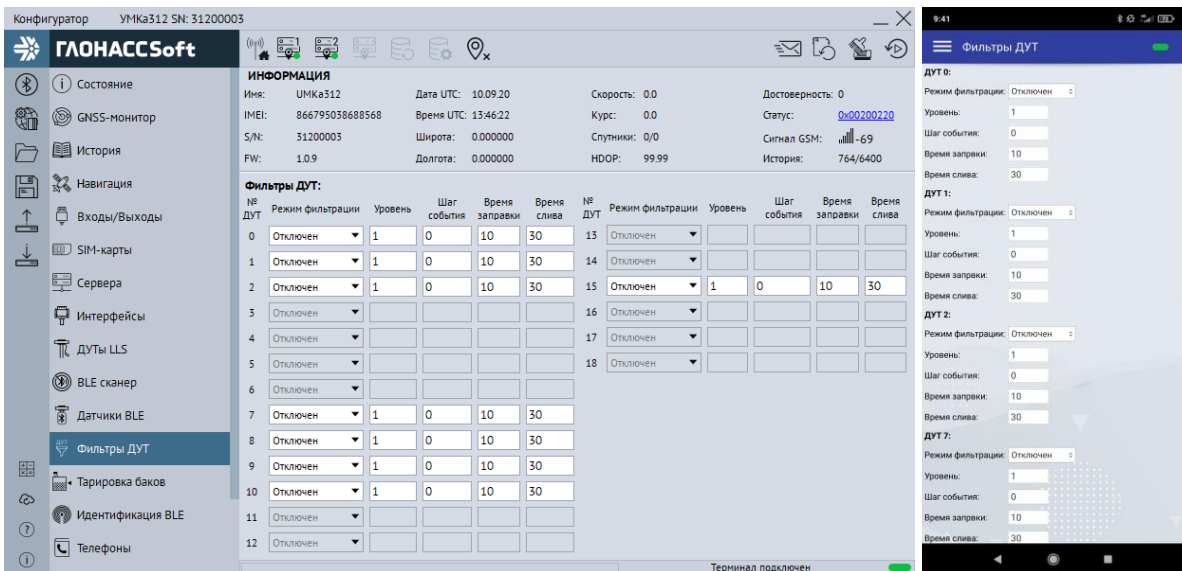 Конфигуратор УМКа312 SN: 31200003
ГЛОНАССSoft
Состояние
GNSS-монитор
История
Навигация
Входы/Выходы
SIM-карты
Сервера
Интерфейсы
ДУТы LLS
BLE сканер
Датчики BLE
Фильтры ДУТ
Тарировка баков
Идентификация BLE
Телефоны
ИНФОРМАЦИЯ
Имя: УМКа312 Дата UTC: 10.09.20 Скорость: 0.0 Достоверность: 0
IMEI: 866795038688568 Время UTC: 13:46:22 Курс: 0.0 Статус: 0x00200220
S/N: 31200003 Широта: 0.000000 Спутники: 0/0 Сигнал GSM: -69
FW: 1.0.9 Долгота: 0.000000 HDOP: 99.99 История: 764/6400
Фильтры ДУТ:
№ ДУТ Режим фильтрации Уровень Шаг события Время заправки Время слива
0 Отключен 1 0 10 30
1 Отключен 1 0 10 30
2 Отключен 1 0 10 30
3 Отключен
4 Отключен
5 Отключен
6 Отключен
7 Отключен 1 0 10 30
8 Отключен 1 0 10 30
9 Отключен 1 0 10 30
10 Отключен 1 0 10 30
11 Отключен
12 Отключен
№ ДУТ Режим фильтрации Уровень Шаг события Время заправки Время слива
13 Отключен
14 Отключен
15 Отключен 1 0 10 30
16 Отключен
17 Отключен
18 Отключен
Терминал подключен
9:41
Фильтры ДУТ
ДУТ 0:
Режим фильтрации: Отключен
Уровень: 1
Шаг события: 0
Время запрвки: 10
Время слива: 30
ДУТ 1:
Режим фильтрации: Отключен
Уровень: 1
Шаг события: 0
Время запрвки: 10
Время слива: 30
ДУТ 2:
Режим фильтрации: Отключен
Уровень: 1
Шаг события: 0
Время запрвки: 10
Время слива: 30
ДУТ 7:
Режим фильтрации: Отключен
Уровень: 1
Шаг события: 0
Время запрвки: 10
Время слива: 30